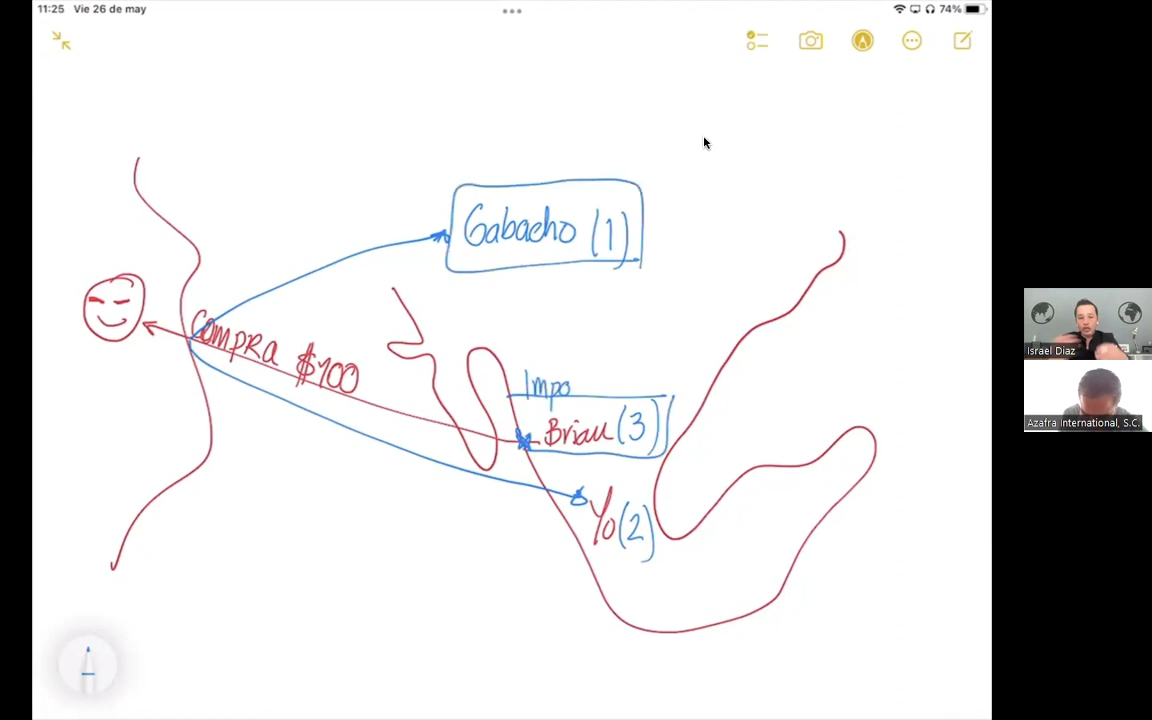 11:25 Vie 26 de may
74%
Gabacho (1)
Compra $100
Impo
Brian (3)
Yo (2)
Israel Diaz
Azafra International, S.C.